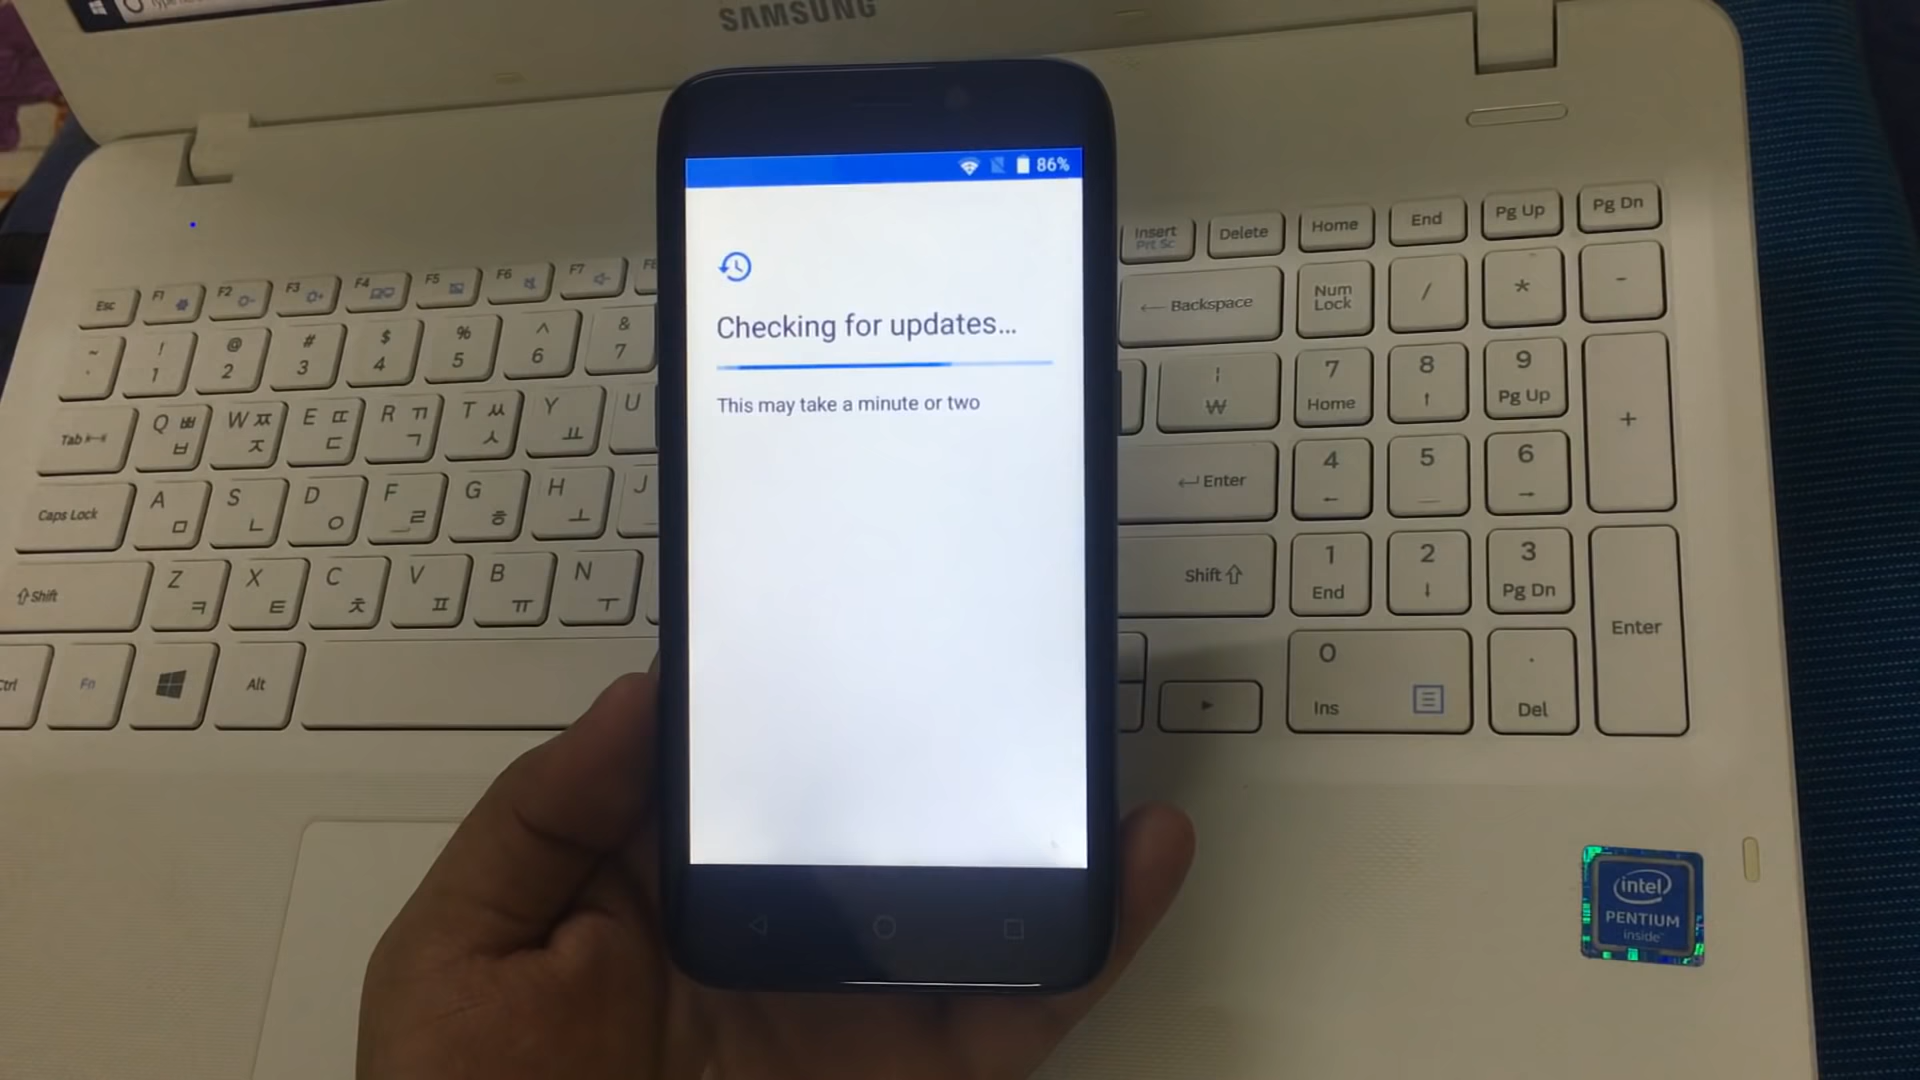 SAMSUNG
86%
Checking for updates...
This may take a minute or two
Esc F1 F2 F3 F4 F5 F6 F7 F8
Insert Delete Home End Pg Up Pg Dn
Prt Sc
~ ! @ # $ % ^ &
` 1 2 3 4 5 6 7
← Backspace Num Lock / * -
Tab Q ㅃ W ㅉ E ㄸ R ㄲ T ㅆ Y U
ㅂ ㅈ ㄷ ㄱ ㅅ ㅛ
¦ 7 8 9 +
₩ Home ↑ Pg Up
Caps Lock A S D F G H J
ㅁ ㄴ ㅇ ㄹ ㅎ ㅗ
↵ Enter 4 5 6
← →
⇧ Shift Z X C V B N
ㅋ ㅌ ㅊ ㅍ ㅠ ㅜ
Shift ⇧ 1 2 3 Enter
End ↓ Pg Dn
Ctrl Fn Alt
0 .
Ins Del
intel
PENTIUM
inside™